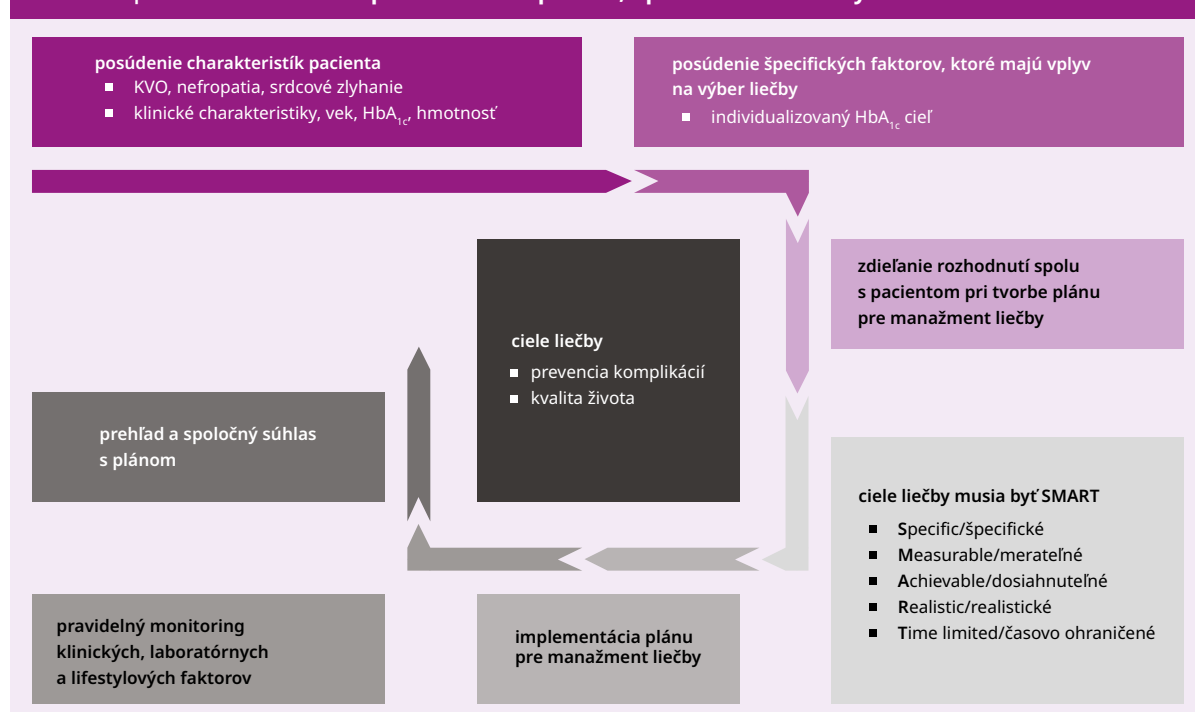 posúdenie charakteristík pacienta
▪ KVO, nefropatia, srdcové zlyhanie
▪ klinické charakteristiky, vek, HbA1c, hmotnosť
posúdenie špecifických faktorov, ktoré majú vplyv
na výber liečby
▪ individualizovaný HbA1c cieľ
zdieľanie rozhodnutí spolu
s pacientom pri tvorbe plánu
pre manažment liečby
ciele liečby
▪ prevencia komplikácií
▪ kvalita života
prehľad a spoločný súhlas
s plánom
ciele liečby musia byť SMART
▪ Specific/špecifické
▪ Measurable/merateľné
▪ Achievable/dosiahnuteľné
▪ Realistic/realistické
▪ Time limited/časovo ohraničené
pravidelný monitoring
klinických, laboratórnych
a lifestylových faktorov
implementácia plánu
pre manažment liečby